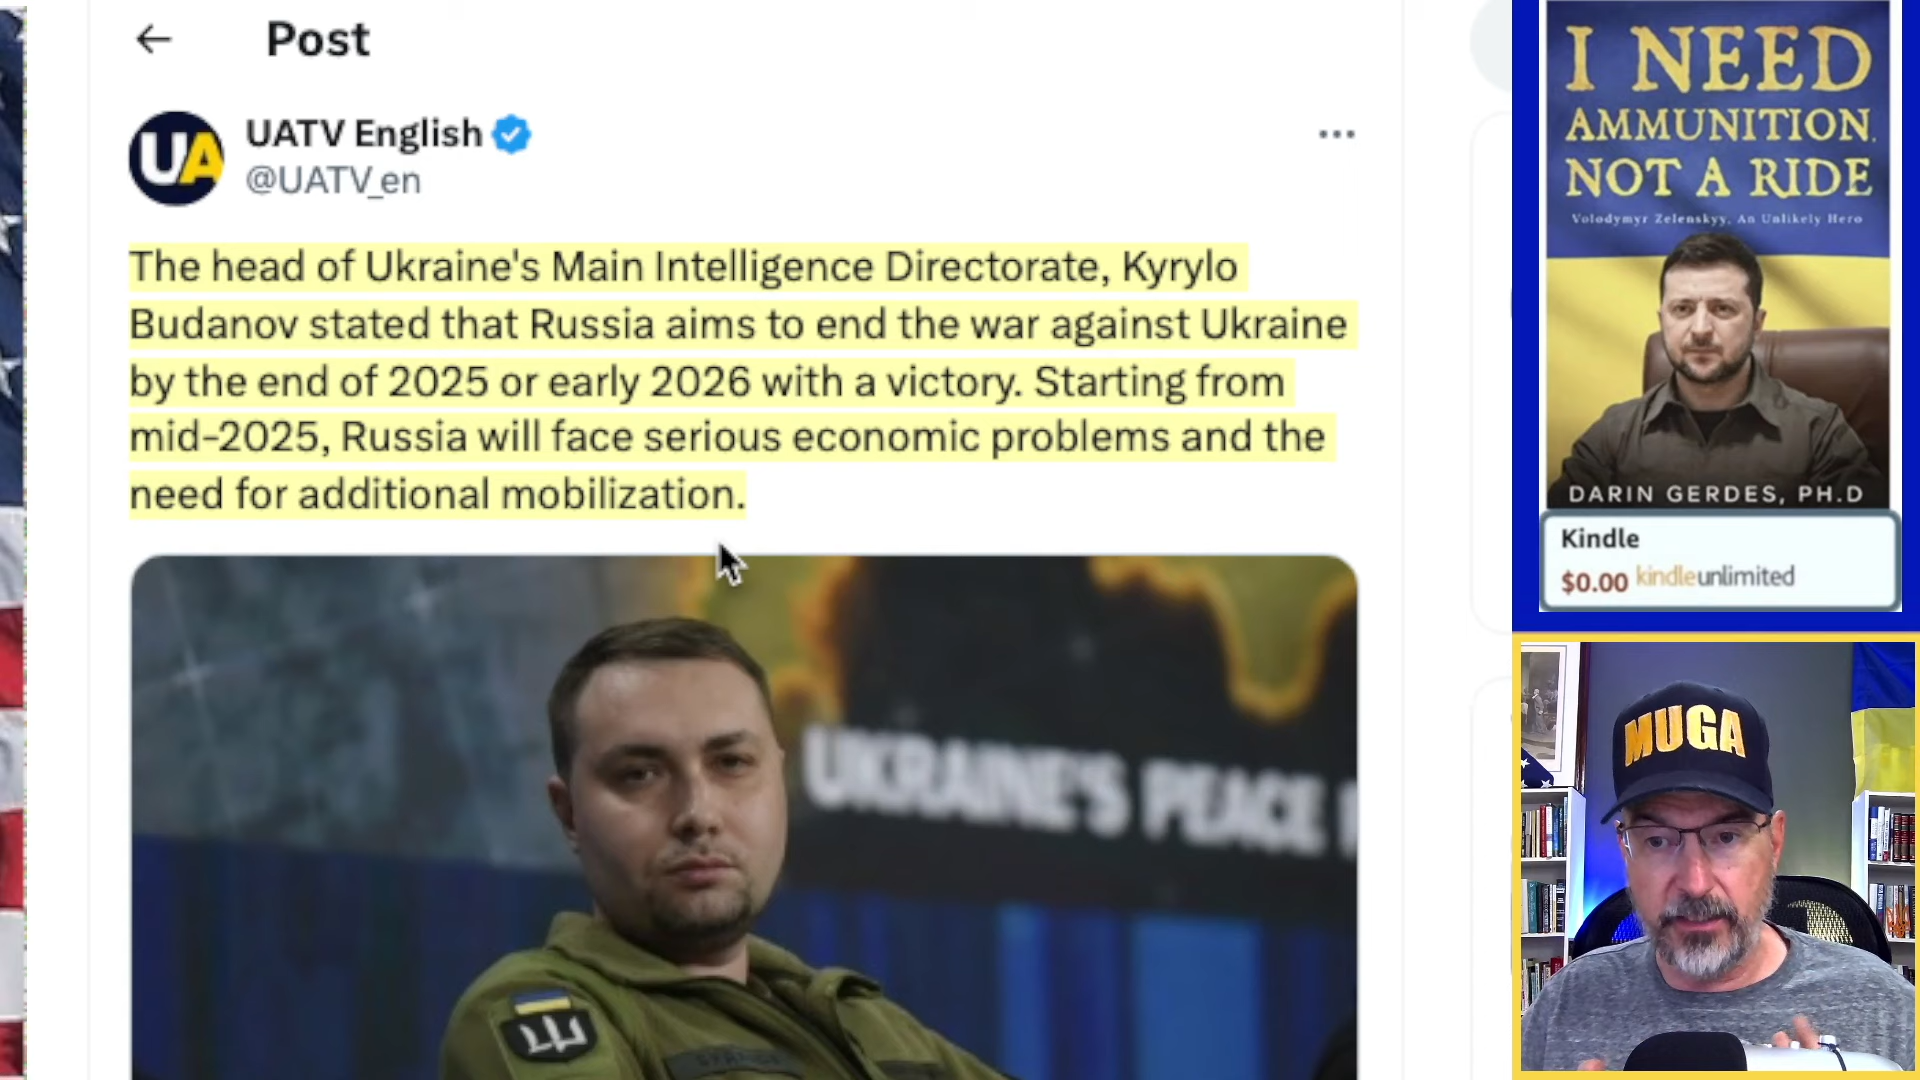 Post
UA
UATV English
@UATV_en
The head of Ukraine's Main Intelligence Directorate, Kyrylo
Budanov stated that Russia aims to end the war against Ukraine
by the end of 2025 or early 2026 with a victory. Starting from
mid-2025, Russia will face serious economic problems and the
need for additional mobilization.
UKRAINE'S PEACE
I NEED
AMMUNITION,
NOT A RIDE
Volodymyr Zelenskyy, An Unlikely Hero
DARIN GERDES, PH.D
Kindle
$0.00 kindleunlimited
MUGA